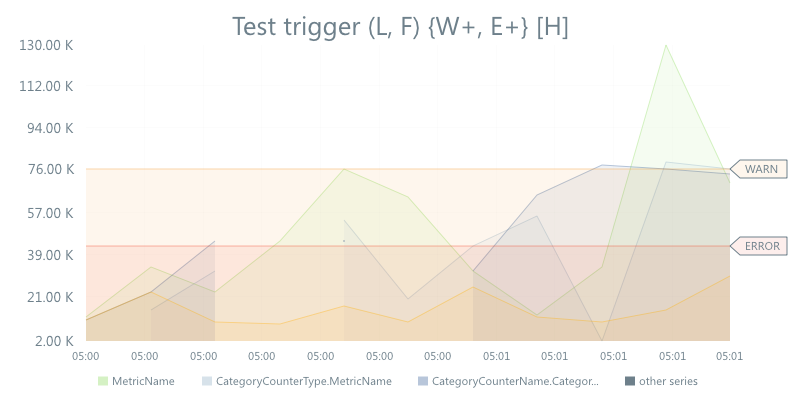 Test trigger (L, F) {W+, E+} [H]
130.00 K
112.00 K
94.00 K
76.00 K
WARN
57.00 K
39.00 K
ERROR
21.00 K
2.00 K
05:00 05:00 05:00 05:00 05:00 05:00 05:00 05:01 05:01 05:01 05:01 05:01
MetricName CategoryCounterType.MetricName CategoryCounterName.Categor... other series